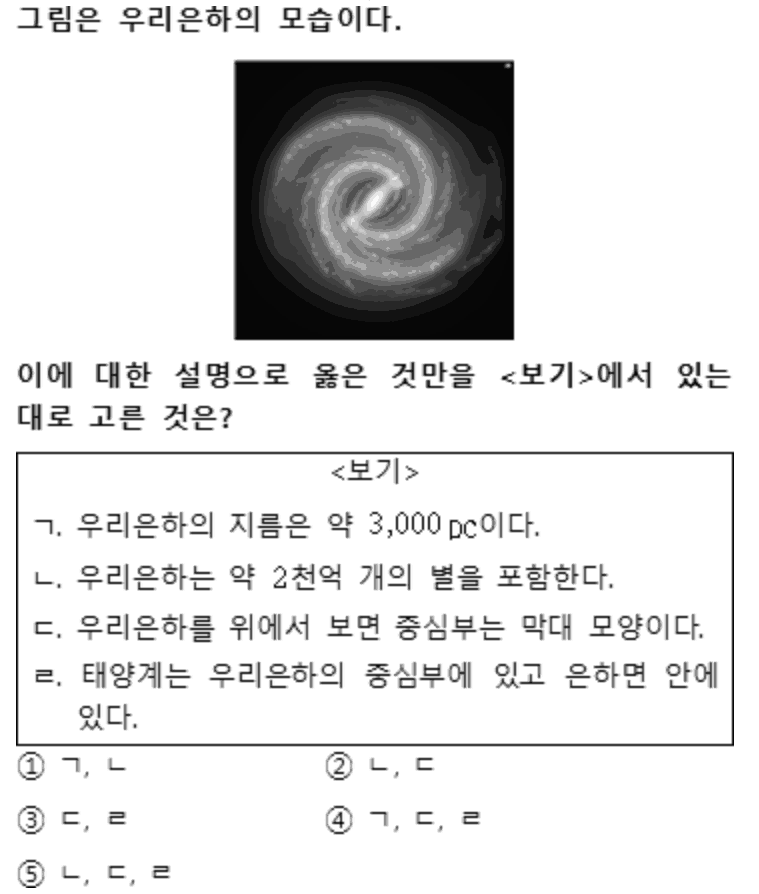 그림은 우리은하의 모습이다.
이에 대한 설명으로 옳은 것만을 <보기>에서 있는
대로 고른 것은?
<보기>
ㄱ. 우리은하의 지름은 약 3,000pc이다.
ㄴ. 우리은하는 약 2천억 개의 별을 포함한다.
ㄷ. 우리은하를 위에서 보면 중심부는 막대 모양이다.
ㄹ. 태양계는 우리은하의 중심부에 있고 은하면 안에
있다.
① ㄱ, ㄴ ② ㄴ, ㄷ
③ ㄷ, ㄹ ④ ㄱ, ㄷ, ㄹ
⑤ ㄴ, ㄷ, ㄹ